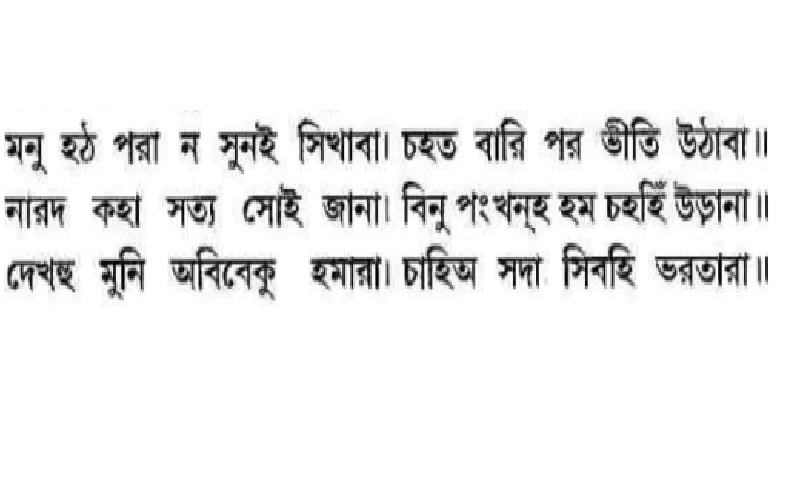 মনু হঠ পরা ন সূনই সিখাবা। চহত বারি পর ভীতি উঠাবা॥
নারদ কহা সত্য সোই জানা। বিনু পংখন্হ হম চহহিঁ উড়ানা॥
দেখহু মুনি অবিবেকু হমারা। চাহিঅ সদা সিবহি ভরতারা॥